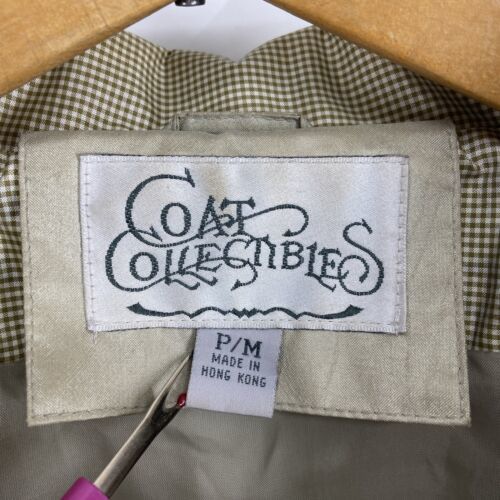 COAT
COLLECTIBLES
P/M
MADE IN
HONG KONG